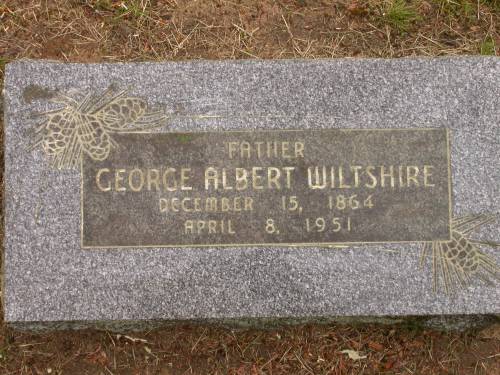 FATHER
GEORGE ALBERT WILTSHIRE
DECEMBER 15, 1864
APRIL 8, 1951